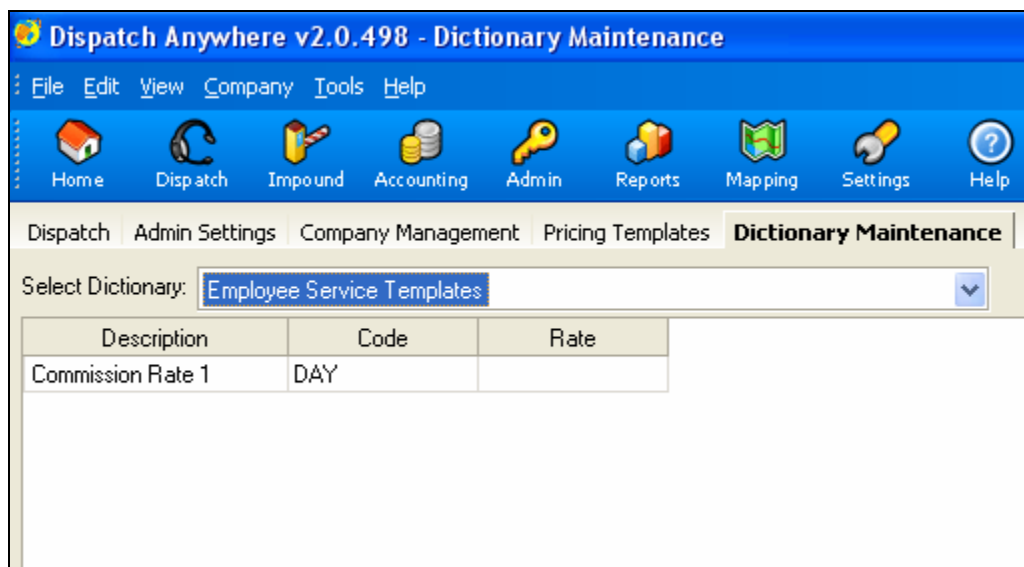 Dispatch Anywhere v2.0.498 - Dictionary Maintenance
File Edit View Company Tools Help
Home Dispatch Impound Accounting Admin Reports Mapping Settings Help
Dispatch Admin Settings Company Management Pricing Templates Dictionary Maintenance
Select Dictionary: Employee Service Templates
Description Code Rate
Commission Rate 1 DAY